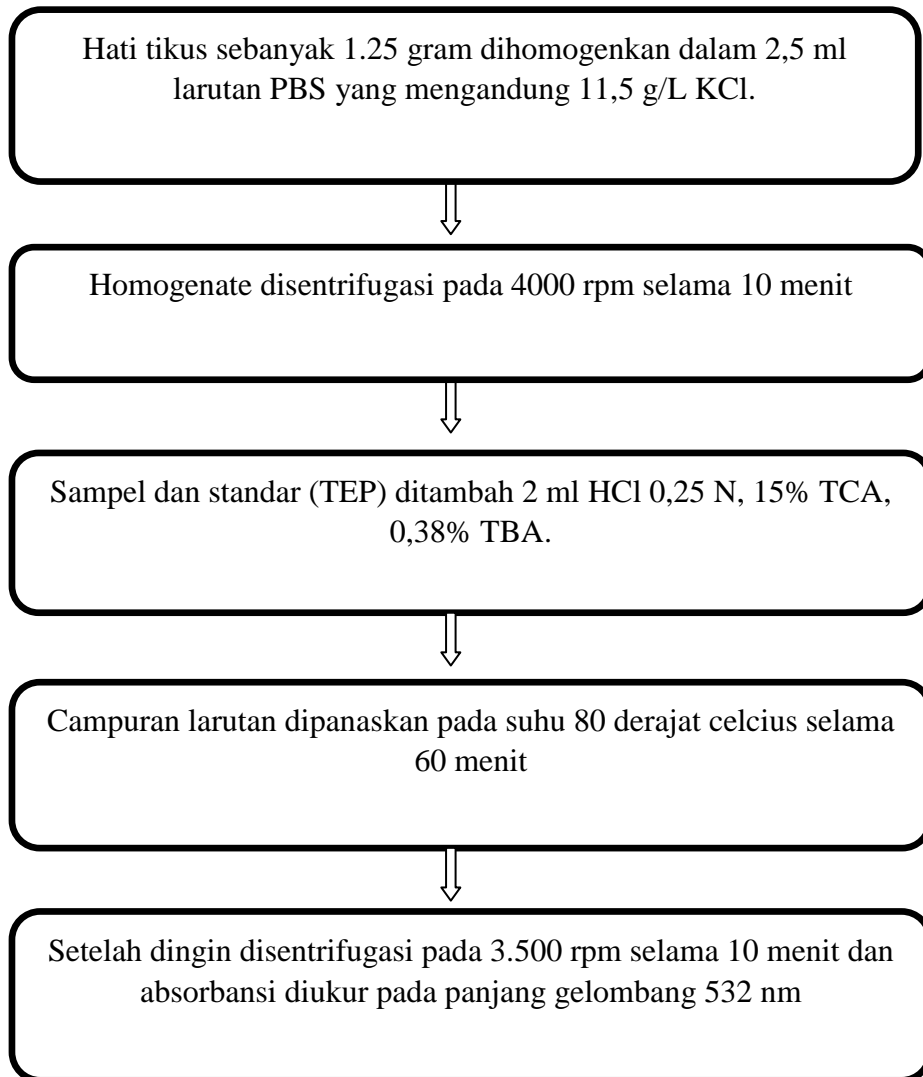 Hati tikus sebanyak 1.25 gram dihomogenkan dalam 2,5 ml
larutan PBS yang mengandung 11,5 g/L KCl.
Homogenate disentrifugasi pada 4000 rpm selama 10 menit
Sampel dan standar (TEP) ditambah 2 ml HCl 0,25 N, 15% TCA,
0,38% TBA.
Campuran larutan dipanaskan pada suhu 80 derajat celcius selama
60 menit
Setelah dingin disentrifugasi pada 3.500 rpm selama 10 menit dan
absorbansi diukur pada panjang gelombang 532 nm